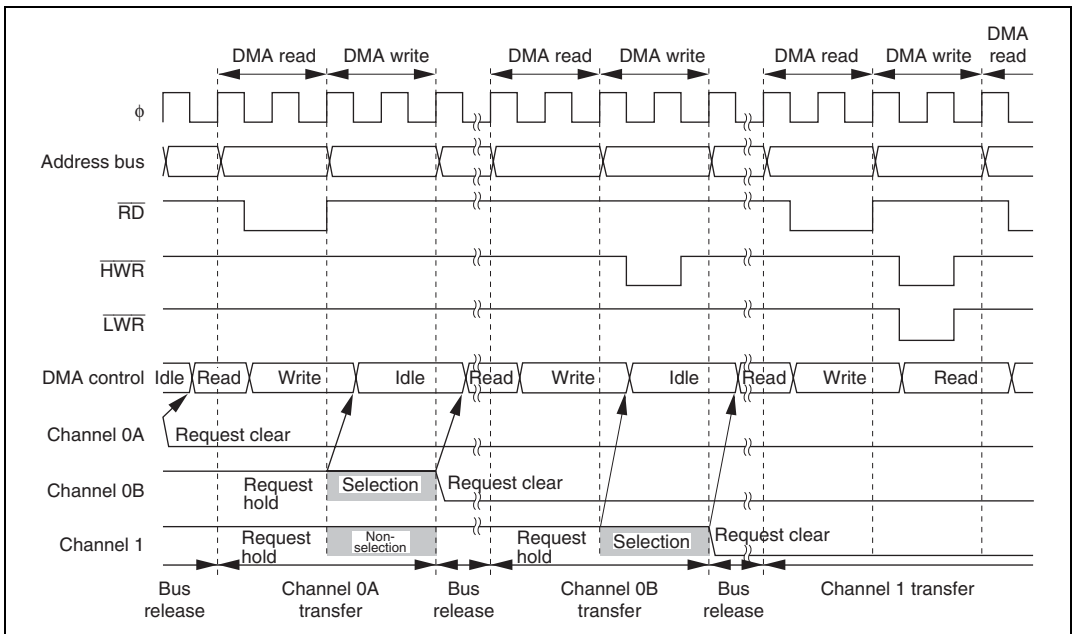 DMA read DMA write DMA read DMA write DMA read DMA write DMA read
ϕ
Address bus
RD
HWR
LWR
DMA control Idle Read Write Idle Read Write Idle Read Write Read
Channel 0A Request clear
Channel 0B Request hold Selection Request clear
Channel 1 Request hold Non-selection Request hold Selection Request clear
Bus release Channel 0A transfer Bus release Channel 0B transfer Bus release Channel 1 transfer